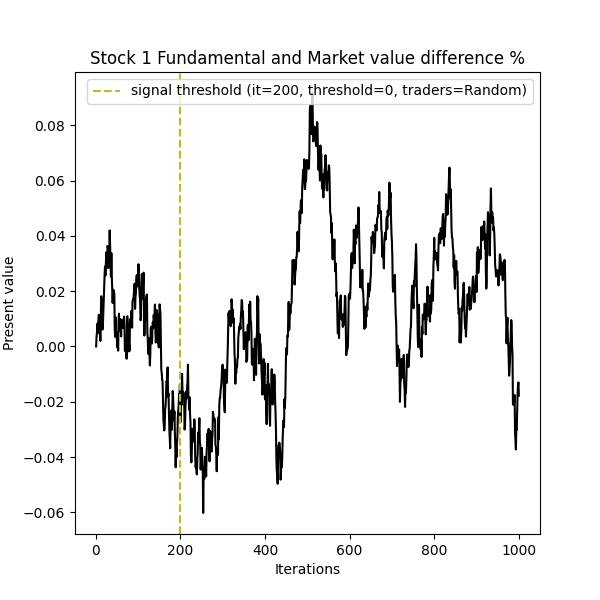 Stock 1 Fundamental and Market value difference %
signal threshold (it=200, threshold=0, traders=Random)
0.08
0.06
0.04
0.02
0.00
−0.02
−0.04
−0.06
Present value
0 200 400 600 800 1000
Iterations